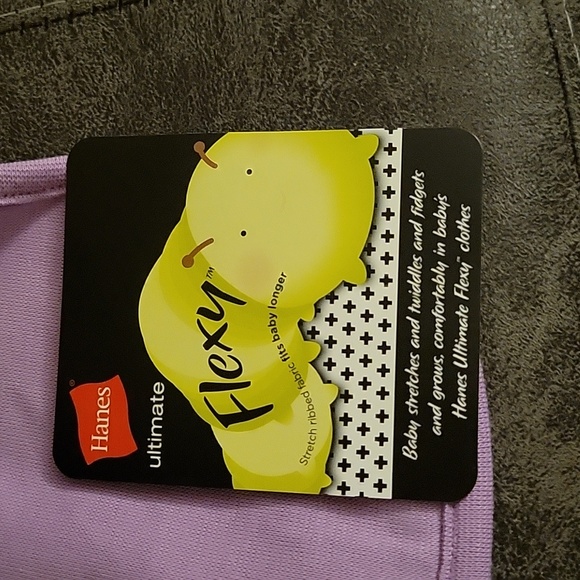 Hanes®
ultimate
Flexy™
Stretch ribbed fabric fits baby longer
Baby stretches and twiddles and fidgets
and grows, comfortably in baby's
Hanes Ultimate Flexy™ clothes